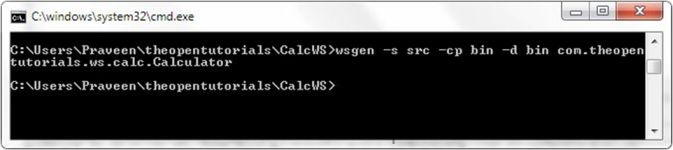 C:\windows\system32\cmd.exe
C:\Users\Praveen\theopentutorials\CalcWS>wsgen -s src -cp bin -d bin com.theopen
tutorials.ws.calc.Calculator
C:\Users\Praveen\theopentutorials\CalcWS>